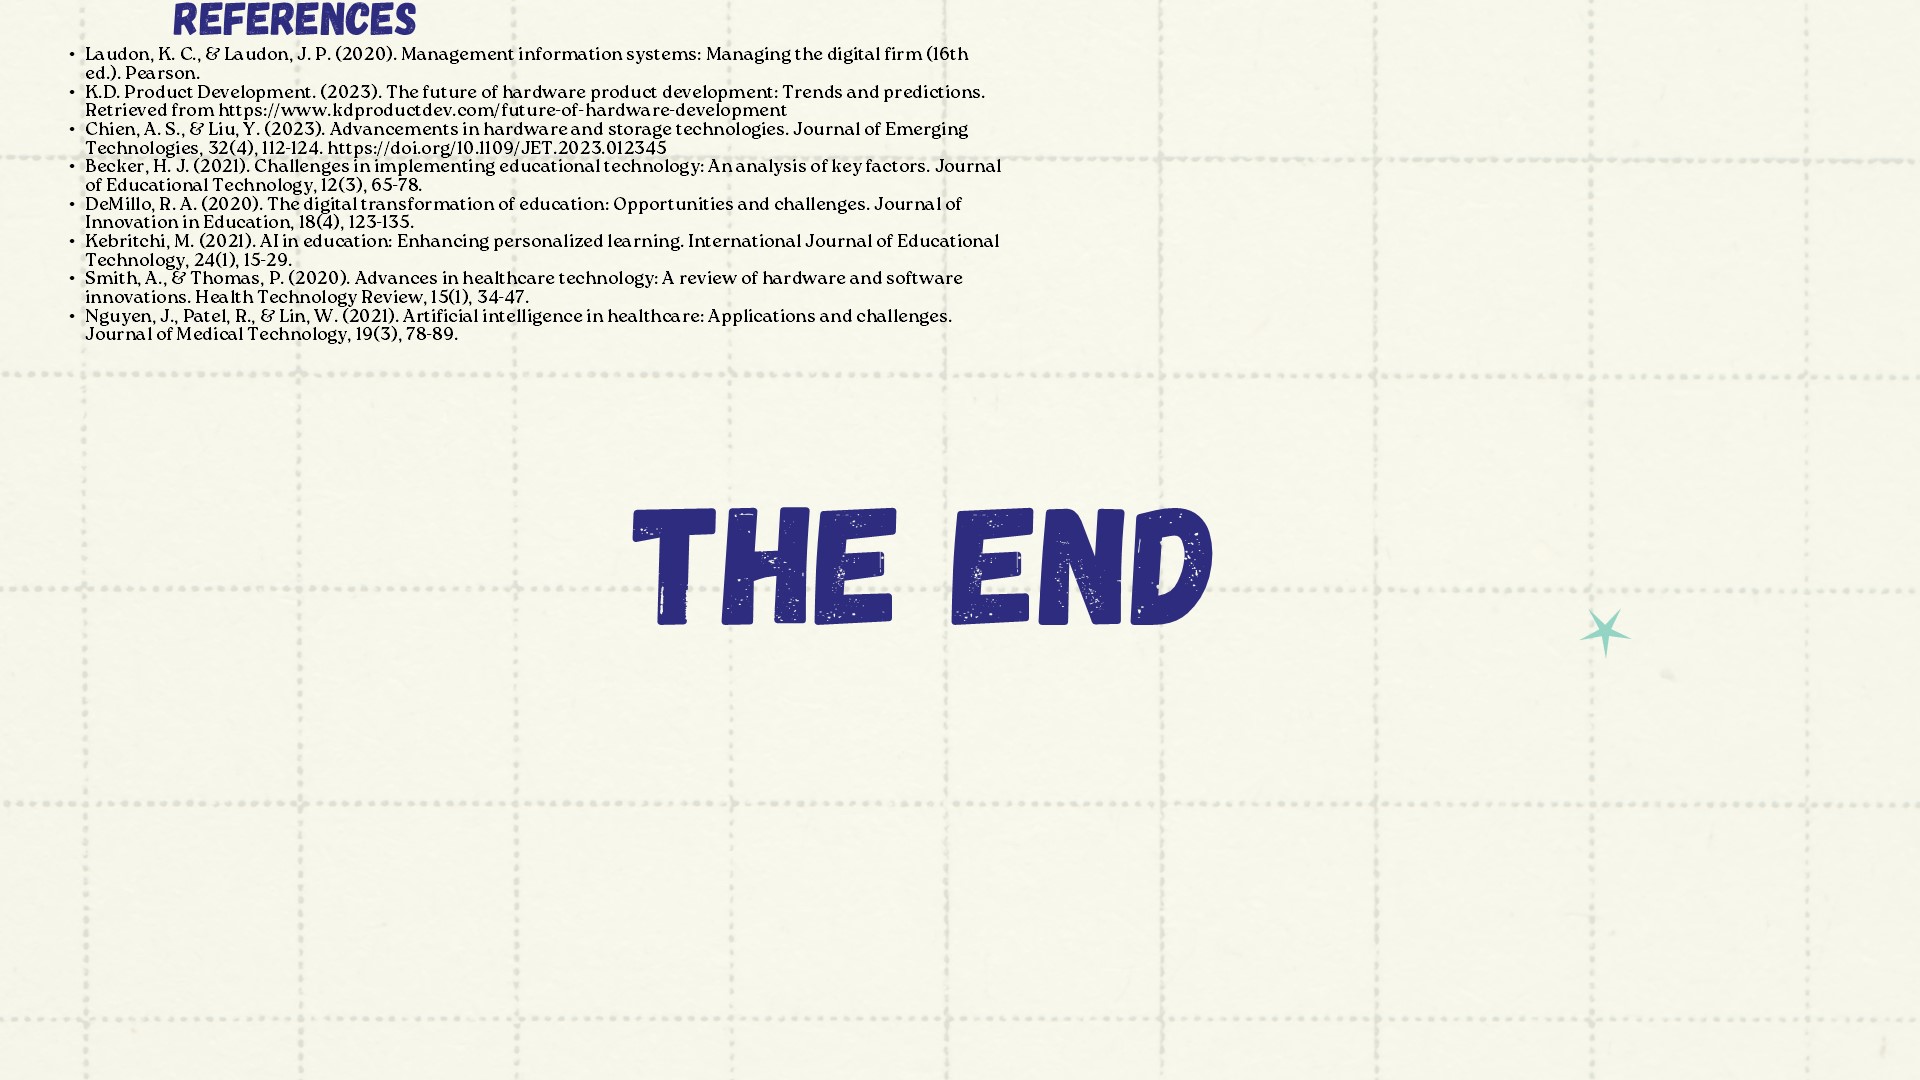 REFERENCES
• Laudon, K. C., & Laudon, J. P. (2020). Management information systems: Managing the digital firm (16th
ed.). Pearson.
• K.D. Product Development. (2023). The future of hardware product development: Trends and predictions.
Retrieved from https://www.kdproductdev.com/future-of-hardware-development
• Chien, A. S., & Liu, Y. (2023). Advancements in hardware and storage technologies. Journal of Emerging
Technologies, 32(4), 112-124. https://doi.org/10.1109/JET.2023.012345
• Becker, H. J. (2021). Challenges in implementing educational technology: An analysis of key factors. Journal
of Educational Technology, 12(3), 65-78.
• DeMillo, R. A. (2020). The digital transformation of education: Opportunities and challenges. Journal of
Innovation in Education, 18(4), 123-135.
• Kebritchi, M. (2021). AI in education: Enhancing personalized learning. International Journal of Educational
Technology, 24(1), 15-29.
• Smith, A., & Thomas, P. (2020). Advances in healthcare technology: A review of hardware and software
innovations. Health Technology Review, 15(1), 34-47.
• Nguyen, J., Patel, R., & Lin, W. (2021). Artificial intelligence in healthcare: Applications and challenges.
Journal of Medical Technology, 19(3), 78-89.
THE END